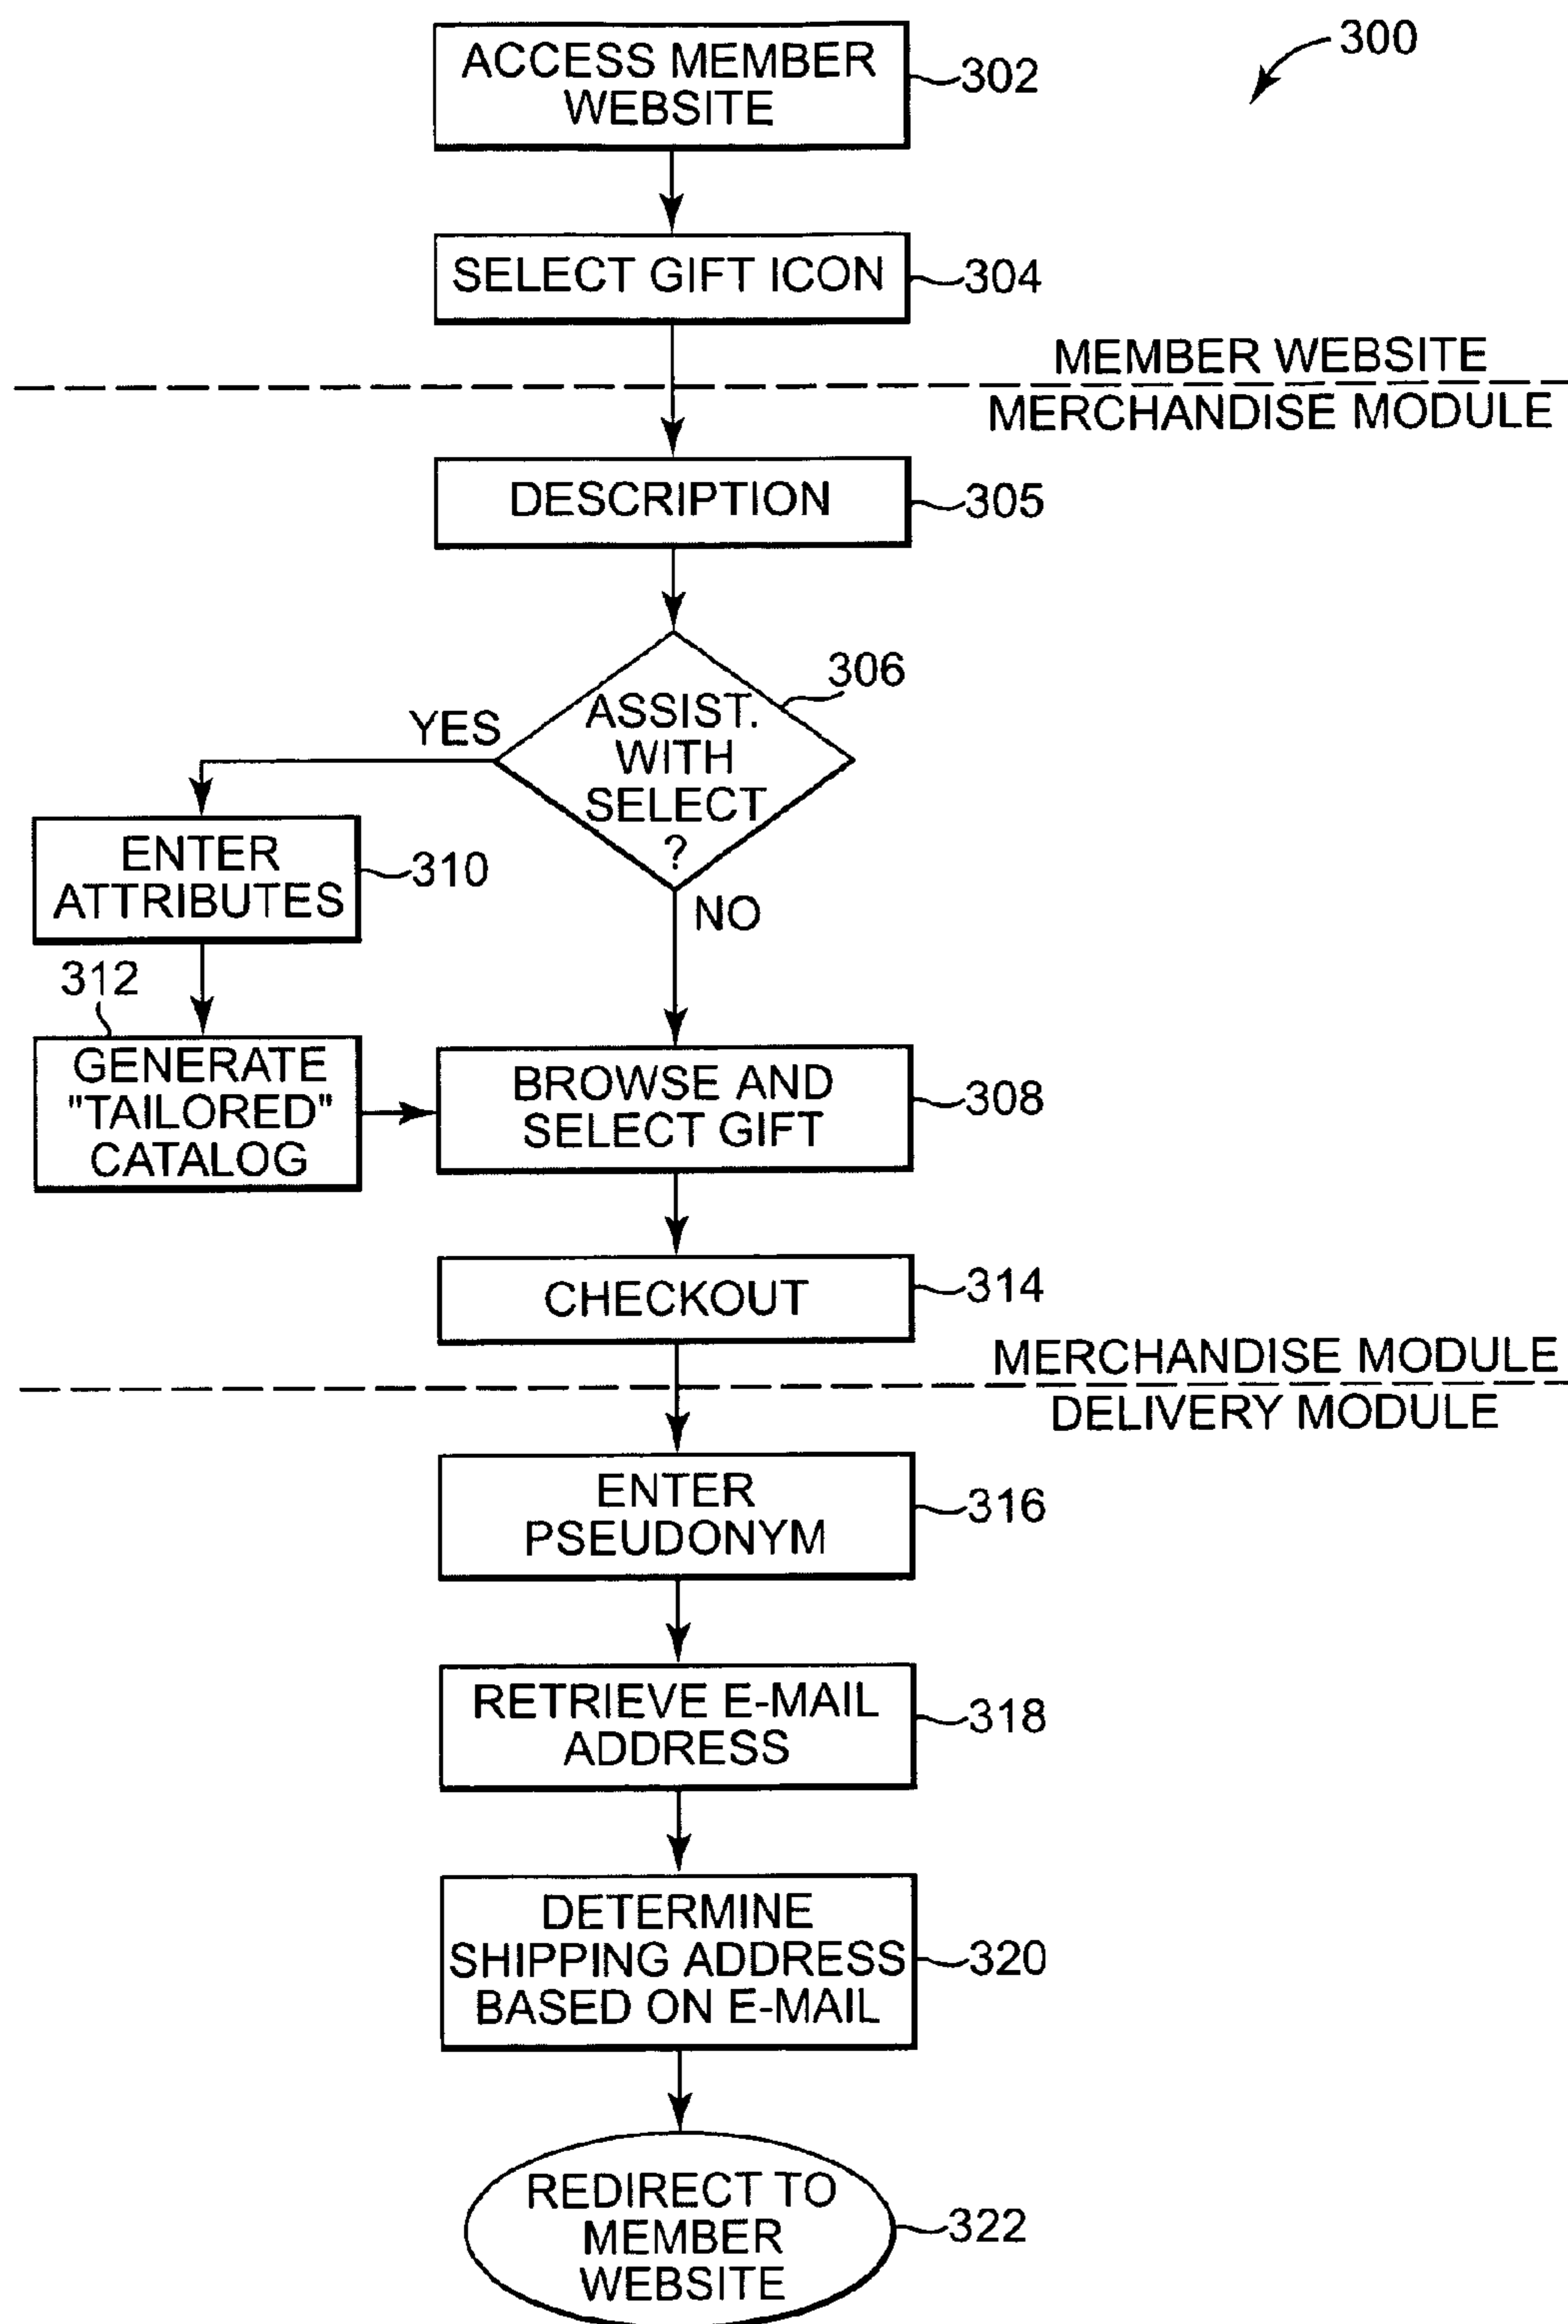 300
ACCESS MEMBER
WEBSITE
302
SELECT GIFT ICON
304
MEMBER WEBSITE
MERCHANDISE MODULE
DESCRIPTION
305
306
ASSIST.
WITH
SELECT
?
YES
NO
ENTER
ATTRIBUTES
310
312
GENERATE
"TAILORED"
CATALOG
BROWSE AND
SELECT GIFT
308
CHECKOUT
314
MERCHANDISE MODULE
DELIVERY MODULE
ENTER
PSEUDONYM
316
RETRIEVE E-MAIL
ADDRESS
318
DETERMINE
SHIPPING ADDRESS
BASED ON E-MAIL
320
REDIRECT TO
MEMBER
WEBSITE
322